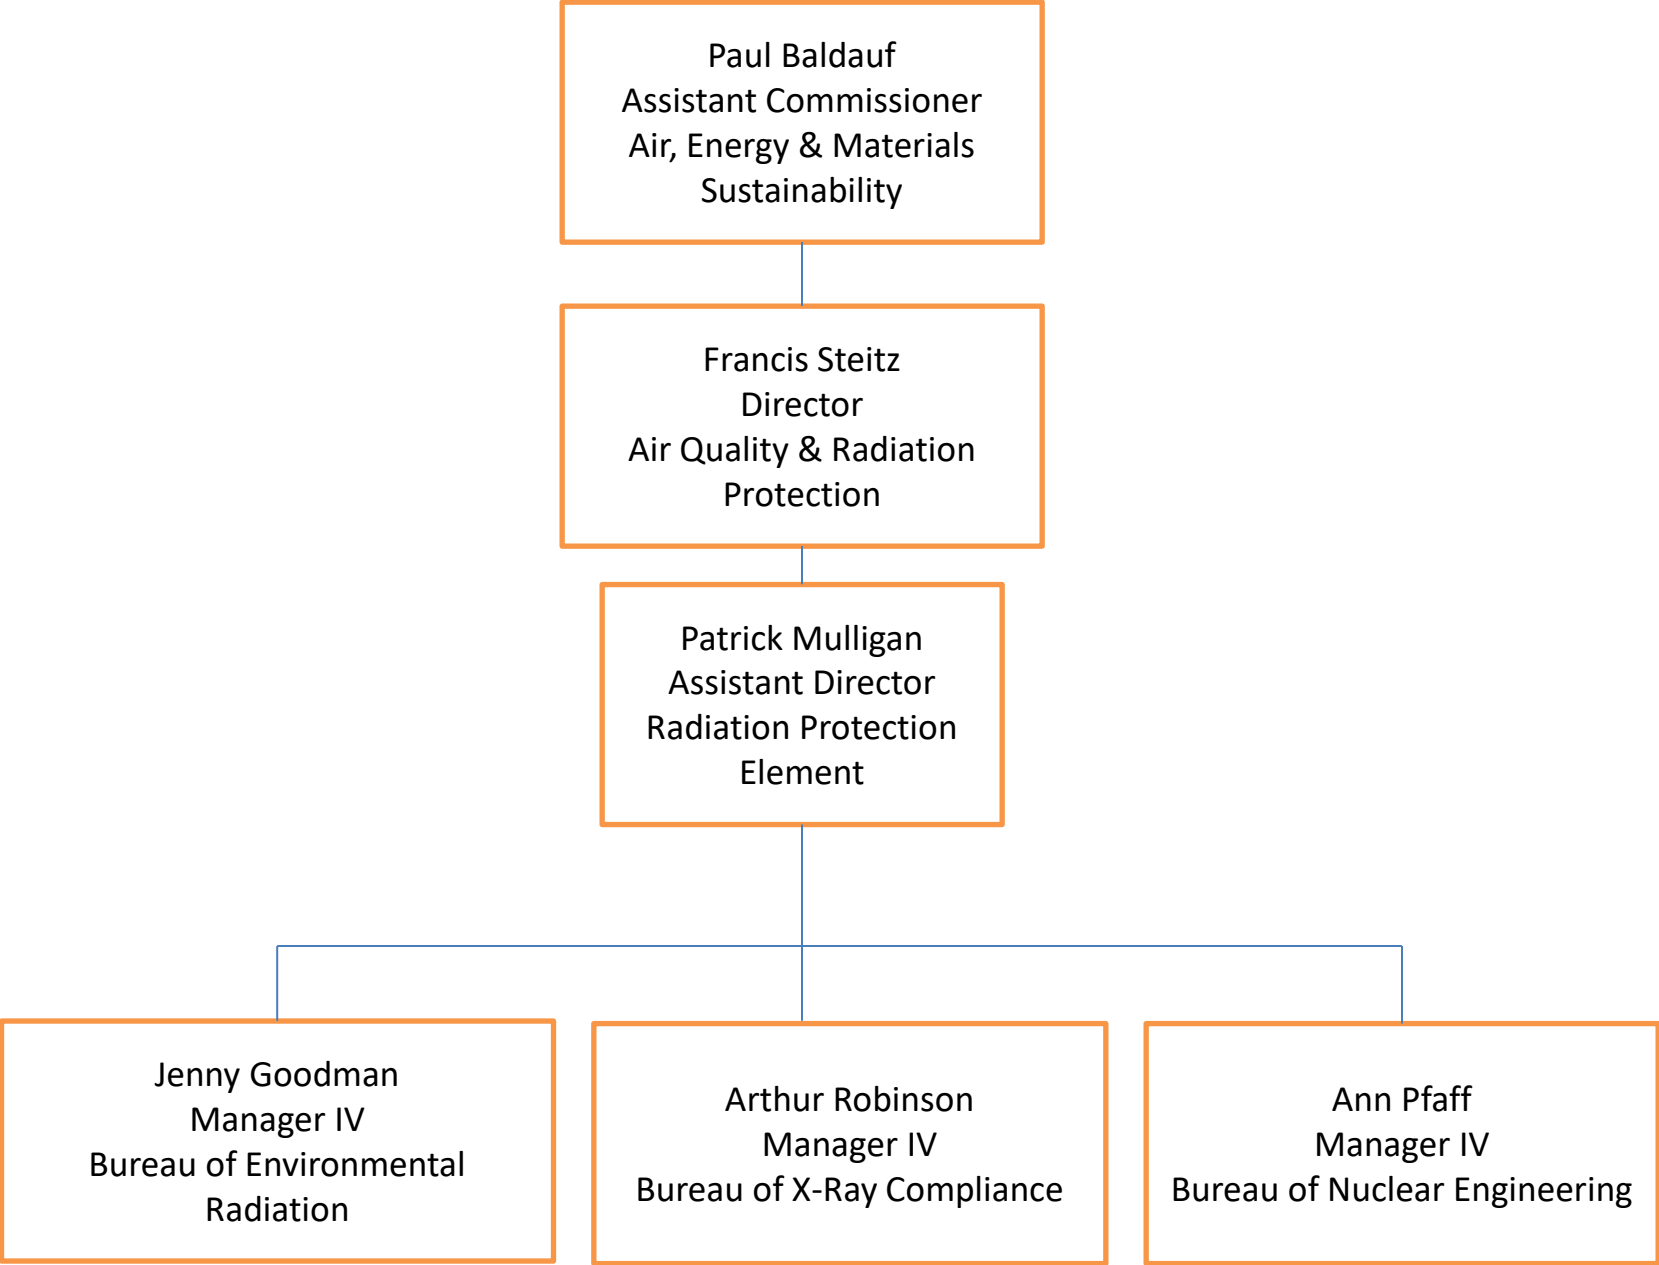 Paul Baldauf
Assistant Commissioner
Air, Energy & Materials
Sustainability
Francis Steitz
Director
Air Quality & Radiation
Protection
Patrick Mulligan
Assistant Director
Radiation Protection
Element
Jenny Goodman
Manager IV
Bureau of Environmental
Radiation
Arthur Robinson
Manager IV
Bureau of X-Ray Compliance
Ann Pfaff
Manager IV
Bureau of Nuclear Engineering